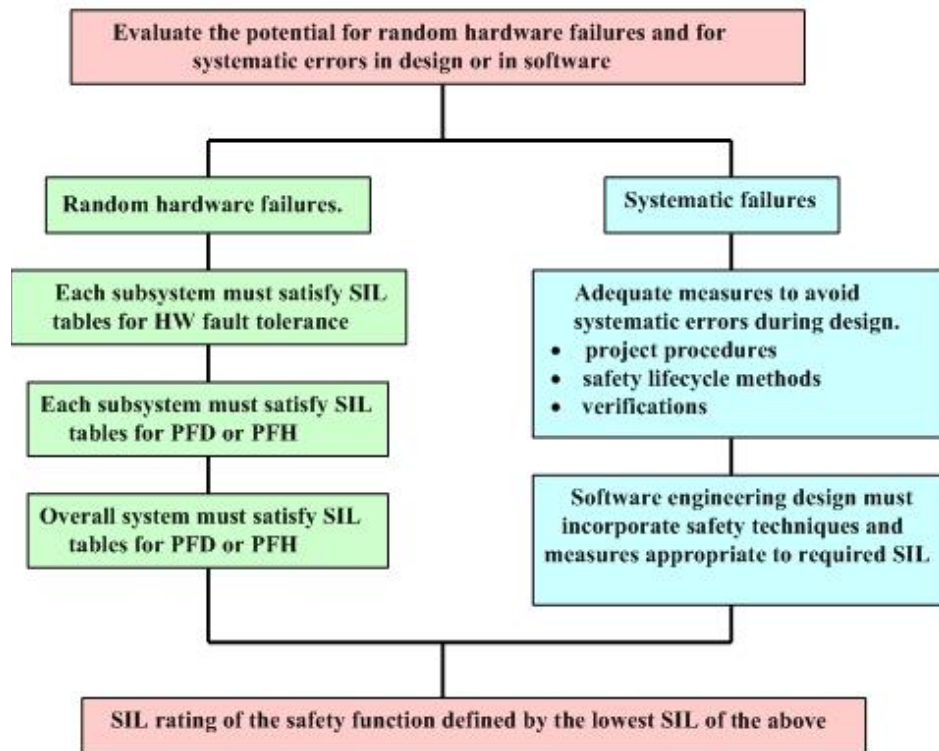 Evaluate the potential for random hardware failures and for
systematic errors in design or in software
Random hardware failures.
Each subsystem must satisfy SIL
tables for HW fault tolerance
Each subsystem must satisfy SIL
tables for PFD or PFH
Overall system must satisfy SIL
tables for PFD or PFH
Systematic failures
Adequate measures to avoid
systematic errors during design.
• project procedures
• safety lifecycle methods
• verifications
Software engineering design must
incorporate safety techniques and
measures appropriate to required SIL
SIL rating of the safety function defined by the lowest SIL of the above